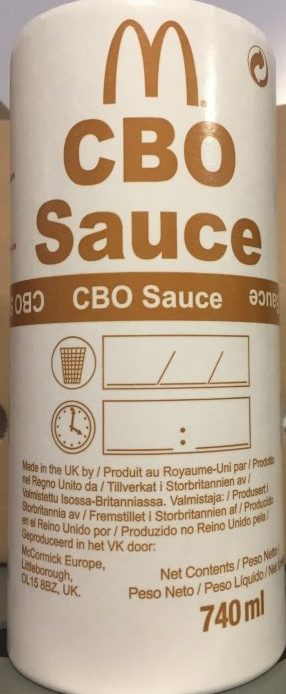 M
CBO
Sauce
CBO S CBO Sauce Sauce
/ /
:
Made in the UK by / Produit au Royaume-Uni par / Prodotto
nel Regno Unito da / Tillverkat i Storbritannien av /
Valmistettu Isossa-Britanniassa. Valmistaja: / Produsert i
Storbritannia av / Fremstillet i Storbritannien af / Producido
en el Reino Unido por / Produzido no Reino Unido pela /
Geproduceerd in het VK door:
McCormick Europe,
Littleborough,
OL15 8BZ, UK.
Net Contents / Peso Netto
Peso Neto / Peso Líquido /
740 ml